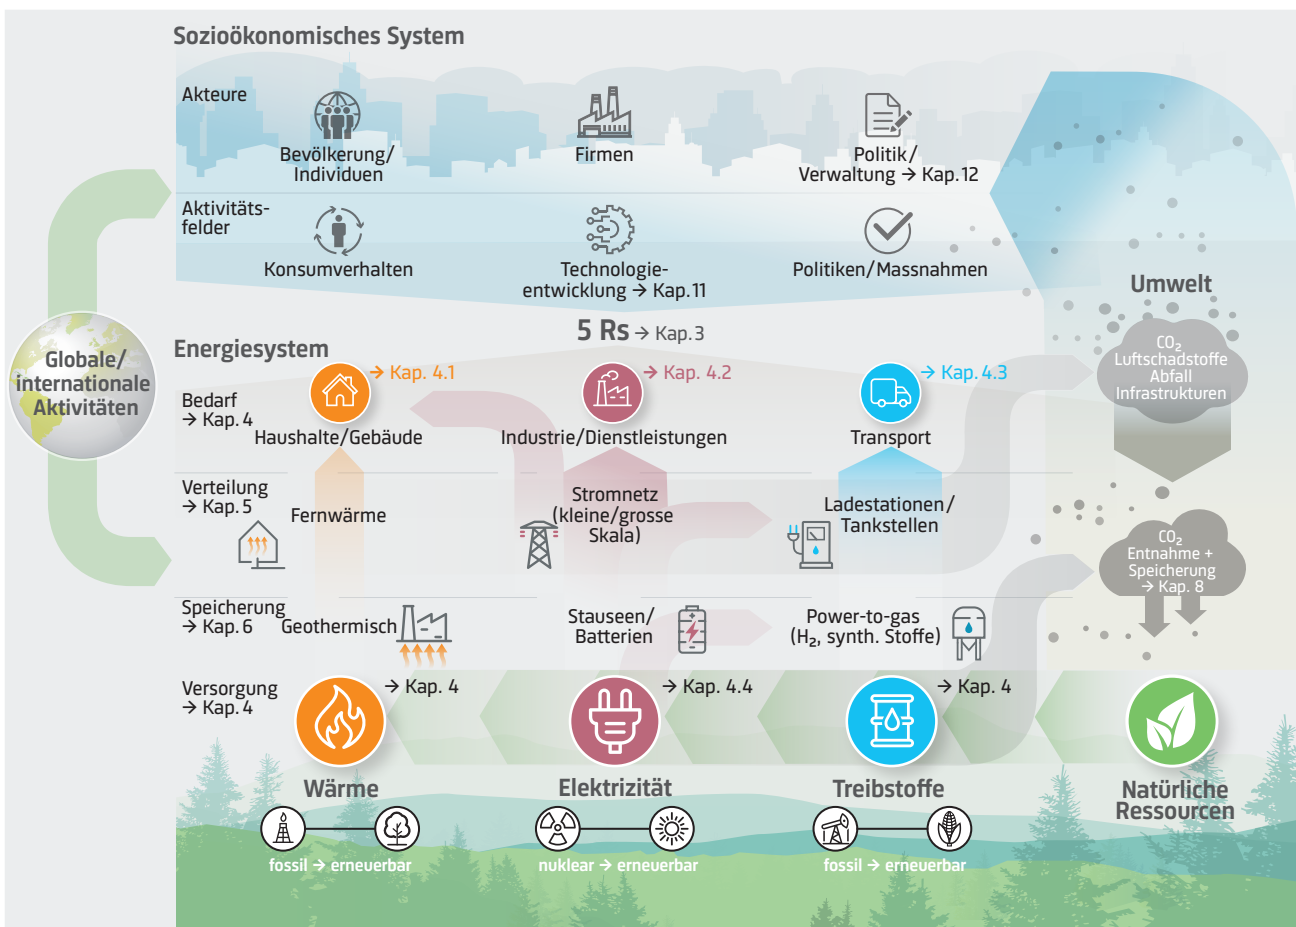 Sozioökonomisches System
Akteure
Bevölkerung/
Individuen
Firmen
Politik/
Verwaltung → Kap. 12
Aktivitäts-
felder
Konsumverhalten
Technologie-
entwicklung → Kap. 11
Politiken/Massnahmen
Globale/
internationale
Aktivitäten
5 Rs → Kap. 3
Energiesystem
Bedarf
→ Kap. 4
→ Kap. 4.1
Haushalte/Gebäude
→ Kap. 4.2
Industrie/Dienstleistungen
→ Kap. 4.3
Transport
Verteilung
→ Kap. 5
Fernwärme
Stromnetz
(kleine/grosse
Skala)
Ladestationen/
Tankstellen
Speicherung
→ Kap. 6
Geothermisch
Stauseen/
Batterien
Power-to-gas
(H₂, synth. Stoffe)
Versorgung
→ Kap. 4
→ Kap. 4
Wärme
fossil → erneuerbar
→ Kap. 4.4
Elektrizität
nuklear → erneuerbar
→ Kap. 4
Treibstoffe
fossil → erneuerbar
Umwelt
CO₂
Luftschadstoffe
Abfall
Infrastrukturen
CO₂
Entnahme +
Speicherung
→ Kap. 8
Natürliche
Ressourcen